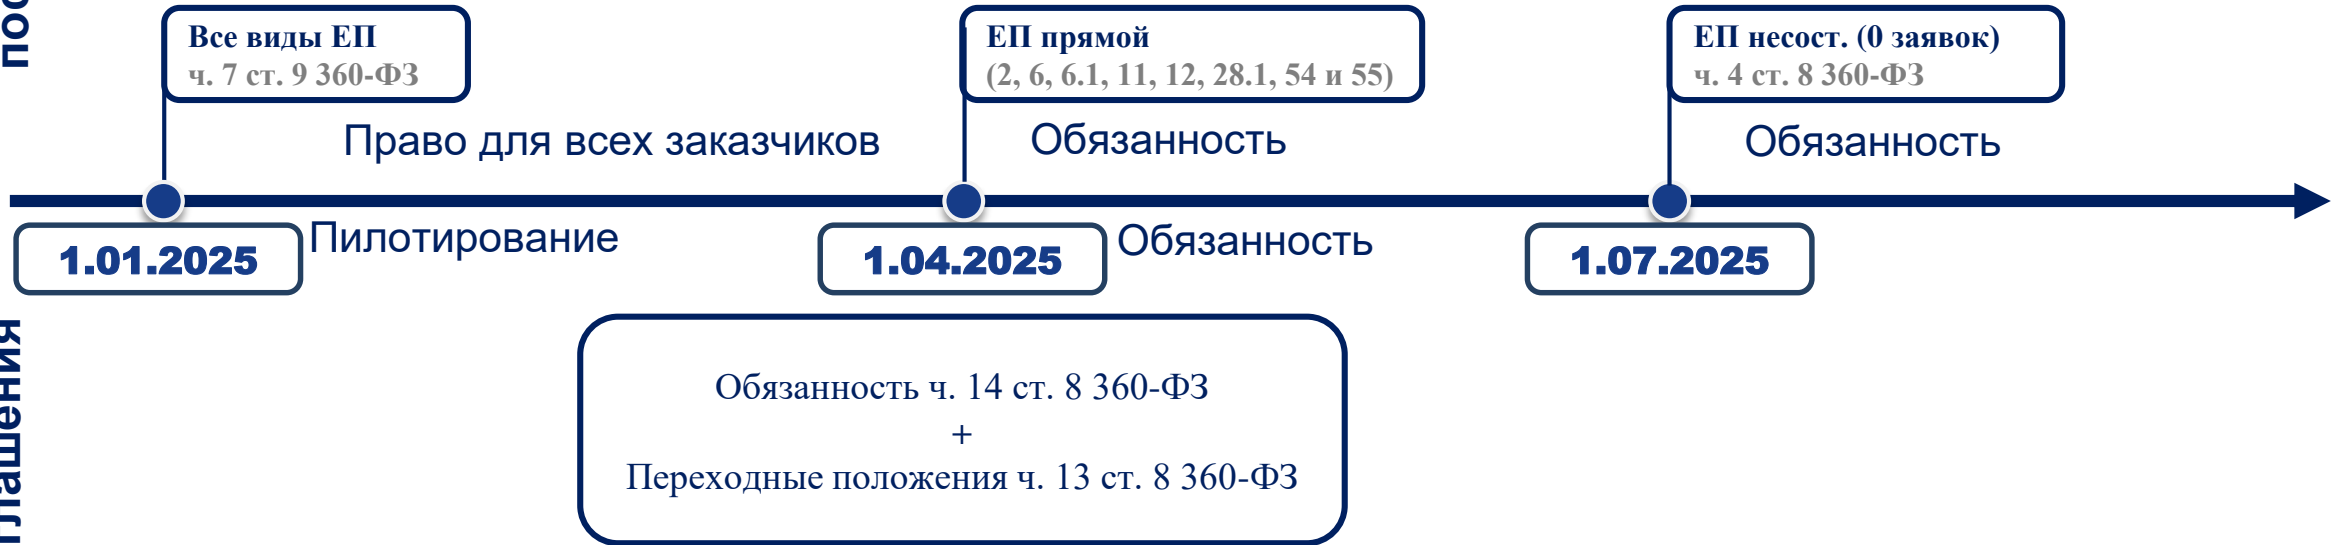 Все виды ЕП
ч. 7 ст. 9 360-ФЗ
ЕП прямой
(2, 6, 6.1, 11, 12, 28.1, 54 и 55)
ЕП несост. (0 заявок)
ч. 4 ст. 8 360-ФЗ
Право для всех заказчиков
Обязанность
Обязанность
1.01.2025
Пилотирование
1.04.2025
Обязанность
1.07.2025
Обязанность ч. 14 ст. 8 360-ФЗ
+
Переходные положения ч. 13 ст. 8 360-ФЗ